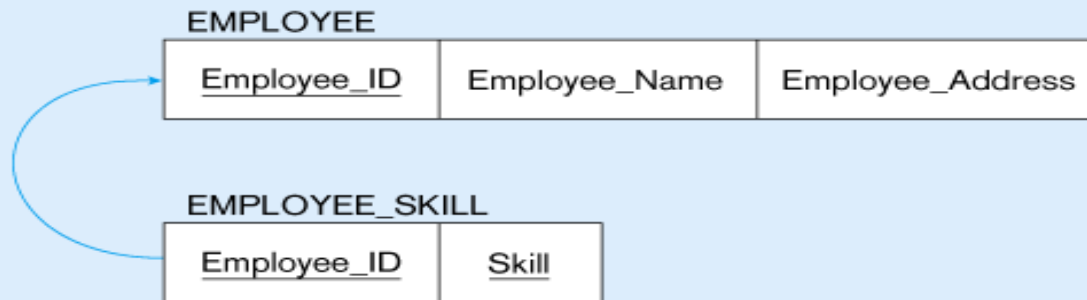 EMPLOYEE
Employee_ID Employee_Name Employee_Address
EMPLOYEE_SKILL
Employee_ID Skill